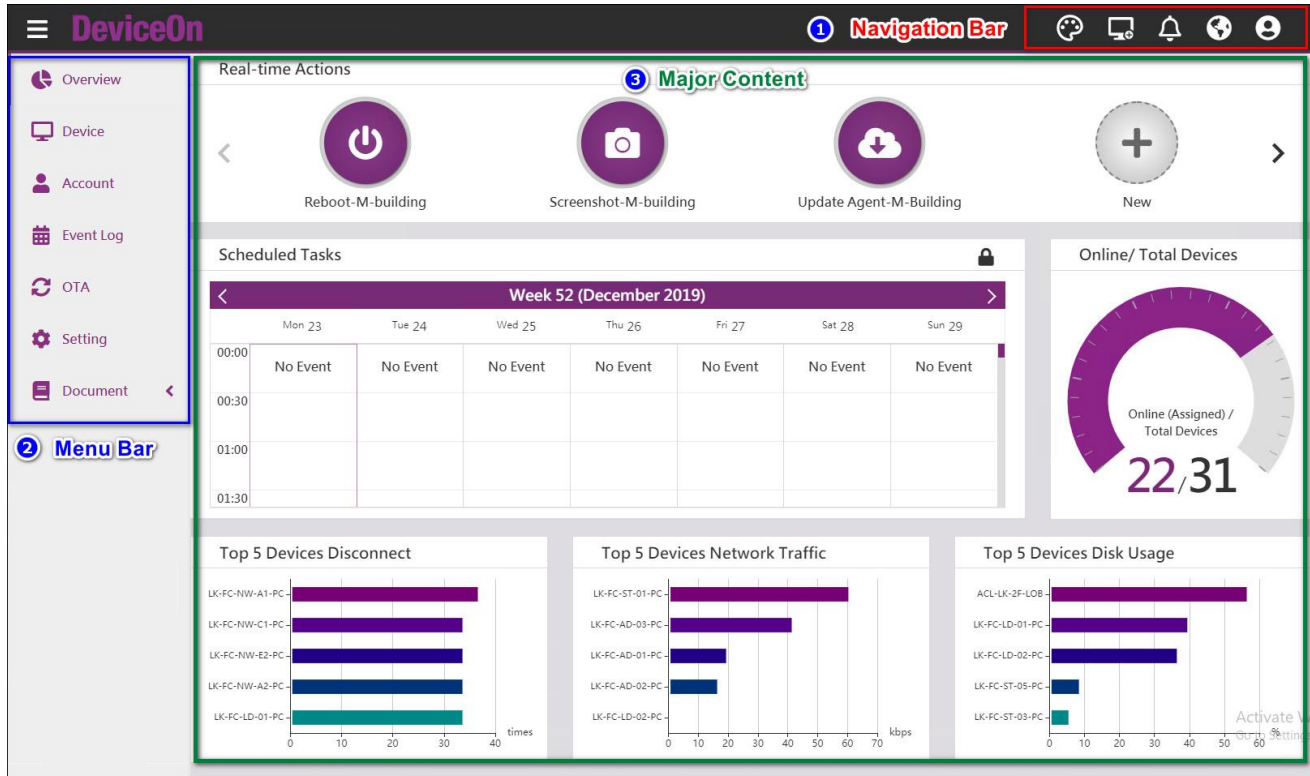 DeviceOn
1 Navigation Bar
Overview
Device
Account
Event Log
OTA
Setting
Document
2 Menu Bar
Real-time Actions
3 Major Content
Reboot-M-building
Screenshot-M-building
Update Agent-M-Building
New
Scheduled Tasks
Week 52 (December 2019)
Mon 23 Tue 24 Wed 25 Thu 26 Fri 27 Sat 28 Sun 29
00:00 No Event No Event No Event No Event No Event No Event No Event
00:30
01:00
01:30
Online/ Total Devices
Online (Assigned) /
Total Devices
22/31
Top 5 Devices Disconnect
LK-FC-NW-A1-PC
LK-FC-NW-C1-PC
LK-FC-NW-E2-PC
LK-FC-NW-A2-PC
LK-FC-LD-01-PC
times
0 10 20 30 40
Top 5 Devices Network Traffic
LK-FC-ST-01-PC
LK-FC-AD-03-PC
LK-FC-AD-01-PC
LK-FC-AD-02-PC
LK-FC-LD-02-PC
kbps
0 10 20 30 40 50 60 70
Top 5 Devices Disk Usage
ACL-LK-2F-LOB
LK-FC-LD-01-PC
LK-FC-LD-02-PC
LK-FC-ST-05-PC
LK-FC-ST-03-PC
%
0 10 20 30 40 50 60
Activate W
Go to Setting